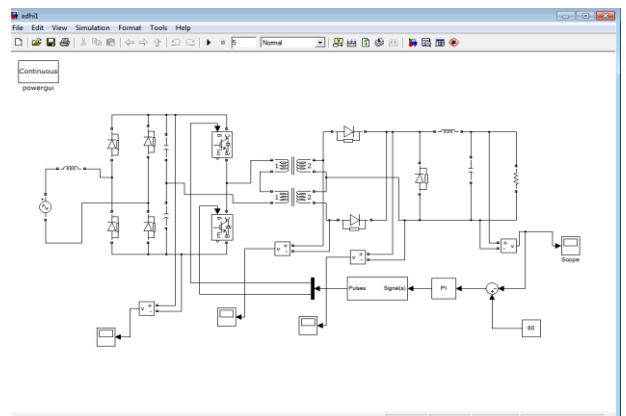 sdhi1
File Edit View Simulation Format Tools Help
5 Normal
Continuous
powergui
1 2
1 2
v + -
v + -
v + -
+ - v
Scope
Pulses Signal(s)
PI
80